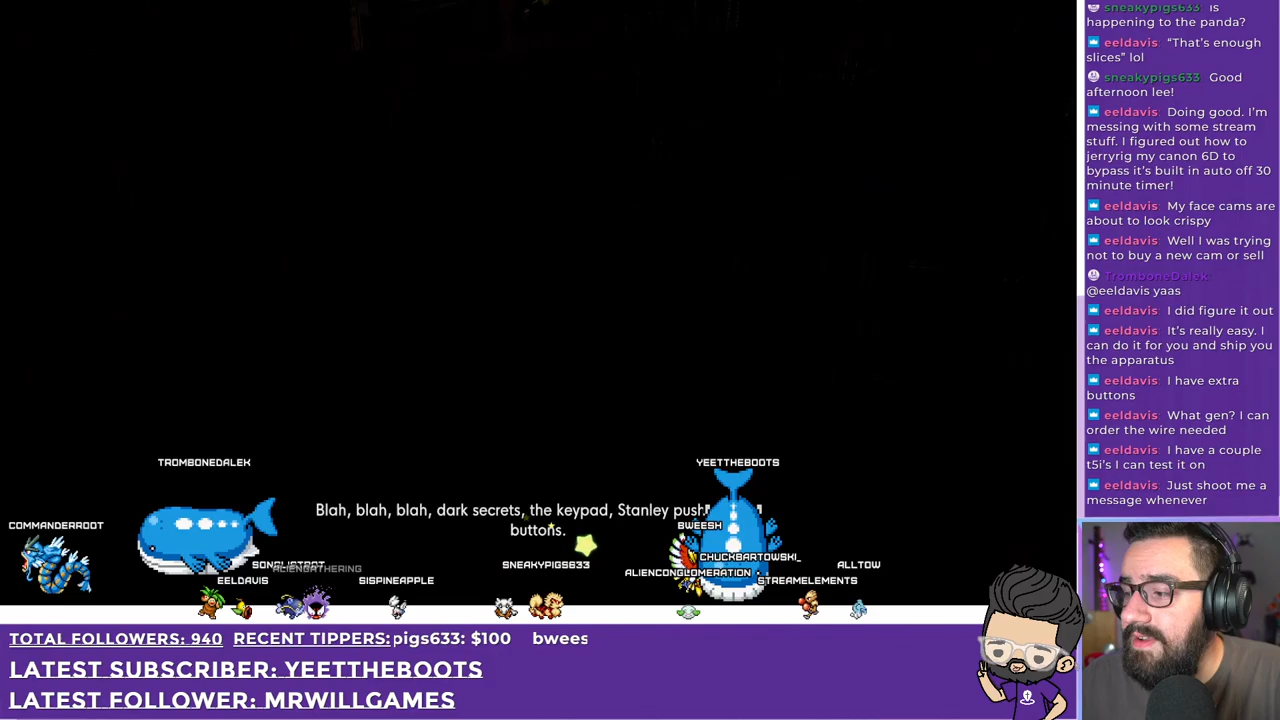 sneakypigs633 is
happening to the panda?
eeldavis: “That’s enough
slices” lol
sneakypigs633 Good
afternoon lee!
eeldavis: Doing good. I’m
messing with some stream
stuff. I figured out how to
jerryrig my canon 6D to
bypass it’s built in auto off 30
minute timer!
eeldavis: My face cams are
about to look crispy
eeldavis: Well I was trying
not to buy a new cam or sell
TromboneDalek:
@eeldavis yaas
eeldavis: I did figure it out
eeldavis: It’s really easy. I
can do it for you and ship you
the apparatus
eeldavis: I have extra
buttons
eeldavis: What gen? I can
order the wire needed
eeldavis: I have a couple
t5i’s I can test it on
eeldavis: Just shoot me a
message whenever
TROMBONEDALEK
YEETTHEBOOTS
Blah, blah, blah, dark secrets, the keypad, Stanley push
buttons.
COMMANDERROOT
BWEESH
CHUCKBARTOWSKI_
ALIENGATHERING
SNEAKYPIGS633
ALIENCONGLOMERATION
ALLTOW
EELDAVIS
SISPINEAPPLE
STREAMELEMENTS
TOTAL FOLLOWERS: 940 RECENT TIPPERS: pigs633: $100 bwees
LATEST SUBSCRIBER: YEETTHEBOOTS
LATEST FOLLOWER: MRWILLGAMES